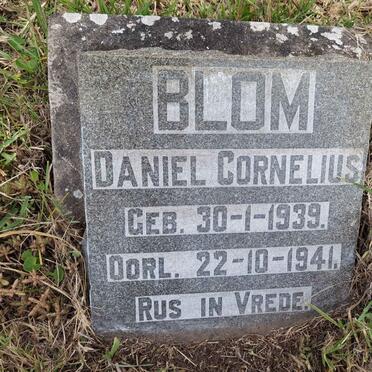 BLOM
DANIEL CORNELIUS
GEB. 30-1-1939.
OORL. 22-10-1941.
RUS IN VREDE.